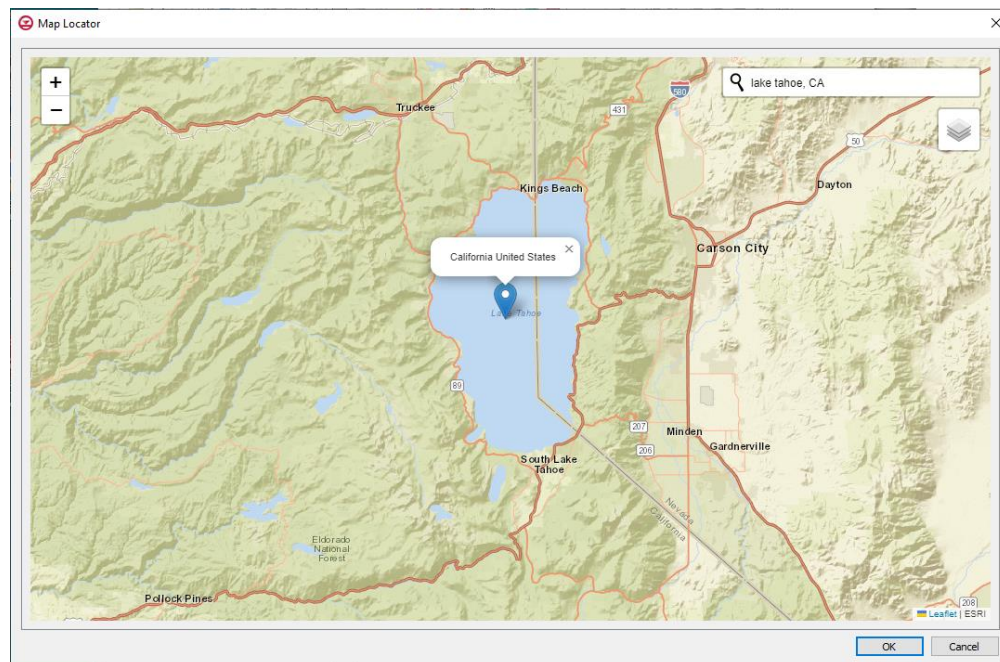 Map Locator
+
−
lake tahoe, CA
Truckee
580
431
50
Kings Beach
Dayton
Carson City
California United States
×
Lake Tahoe
89
207
206
Minden
Gardnerville
South Lake
Tahoe
Nevada
California
Eldorado
National
Forest
Pollock Pines
208
Leaflet | ESRI
OK
Cancel